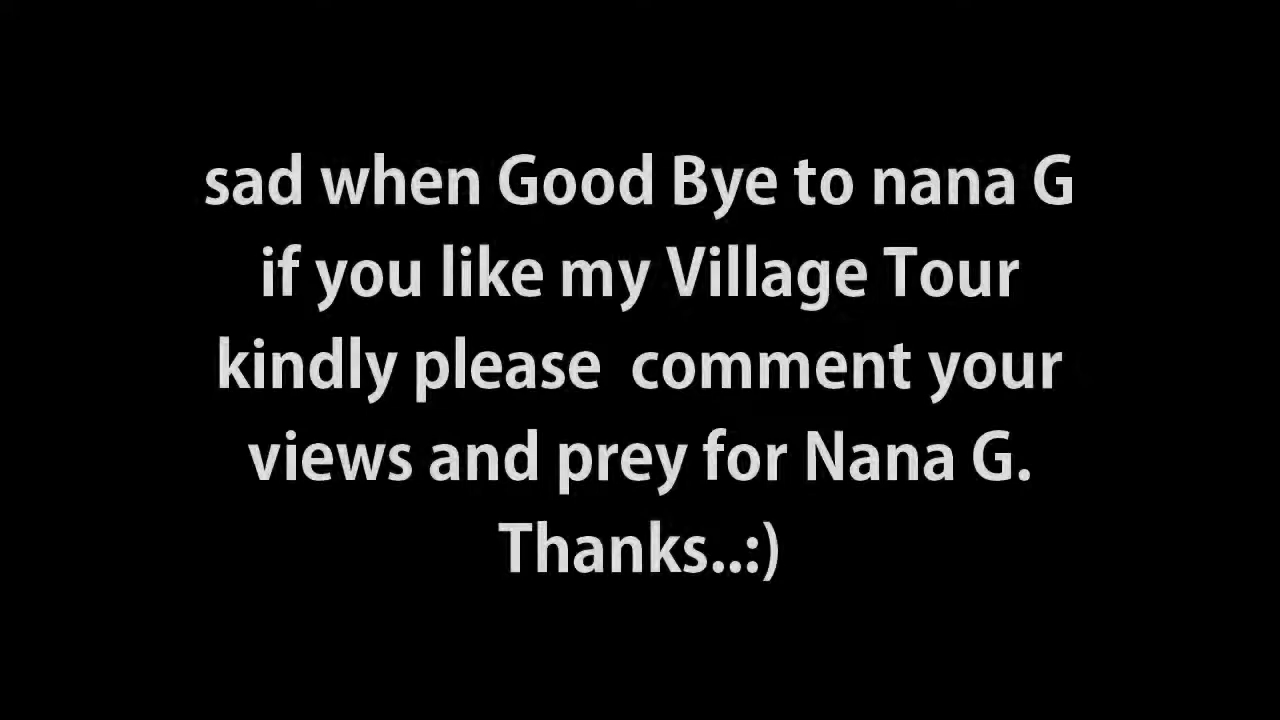 sad when Good Bye to nana G
if you like my Village Tour
kindly please  comment your
views and prey for Nana G.
Thanks..:)